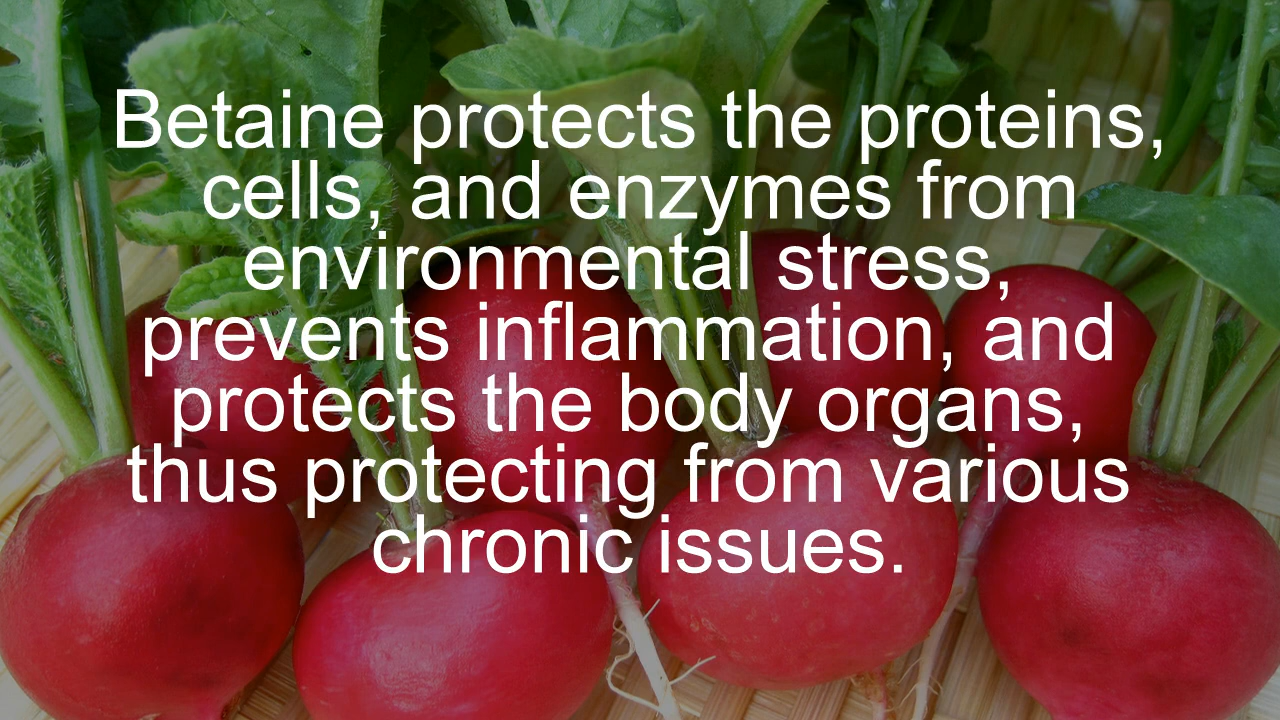 Betaine protects the proteins,
cells, and enzymes from
environmental stress,
prevents inflammation, and
protects the body organs,
thus protecting from various
chronic issues.